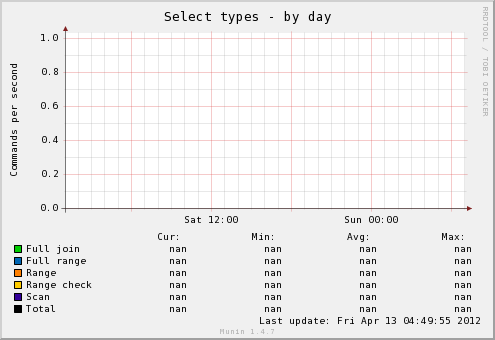 Select types - by day
RRDTOOL / TOBI OETIKER
Commands per second
1.0
0.8
0.6
0.4
0.2
0.0
Sat 12:00 Sun 00:00
Cur: Min: Avg: Max:
Full join nan nan nan nan
Full range nan nan nan nan
Range nan nan nan nan
Range check nan nan nan nan
Scan nan nan nan nan
Total nan nan nan nan
Last update: Fri Apr 13 04:49:55 2012
Munin 1.4.7